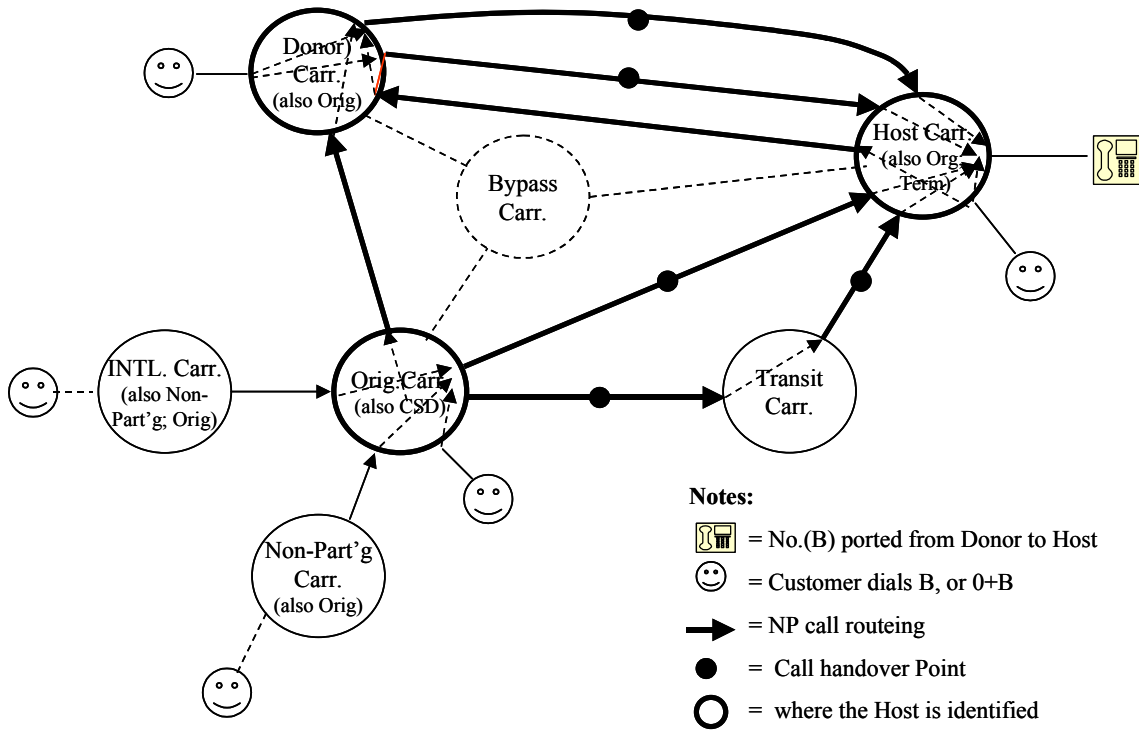 Donor)
Carr.
(also Orig)
Host Carr.
(also Org
Term)
Bypass
Carr.
INTL. Carr.
(also Non-
Part'g; Orig)
Orig.Carr.
(also CSD)
Transit
Carr.
Non-Part'g
Carr.
(also Orig)
Notes:
= No.(B) ported from Donor to Host
= Customer dials B, or 0+B
= NP call routeing
= Call handover Point
= where the Host is identified